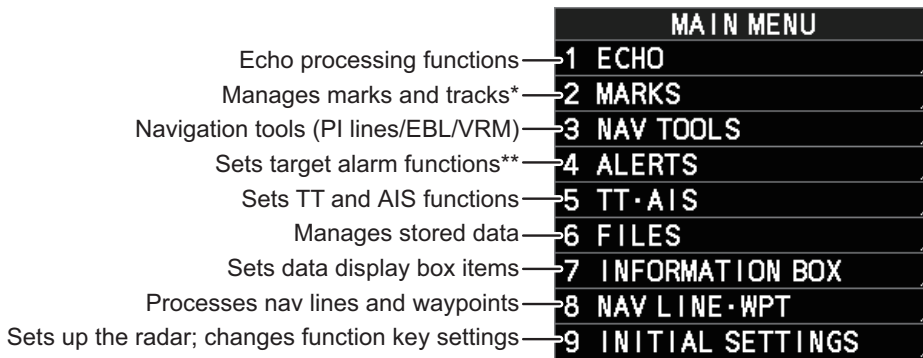 MAIN MENU
Echo processing functions 1 ECHO
Manages marks and tracks* 2 MARKS
Navigation tools (PI lines/EBL/VRM) 3 NAV TOOLS
Sets target alarm functions** 4 ALERTS
Sets TT and AIS functions 5 TT·AIS
Manages stored data 6 FILES
Sets data display box items 7 INFORMATION BOX
Processes nav lines and waypoints 8 NAV LINE·WPT
Sets up the radar; changes function key settings 9 INITIAL SETTINGS